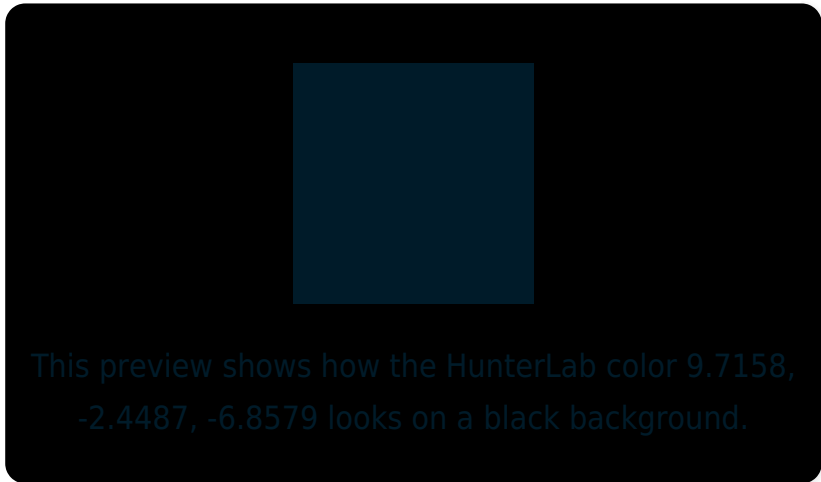 This preview shows how the HunterLab color 9.7158,
-2.4487, -6.8579 looks on a black background.